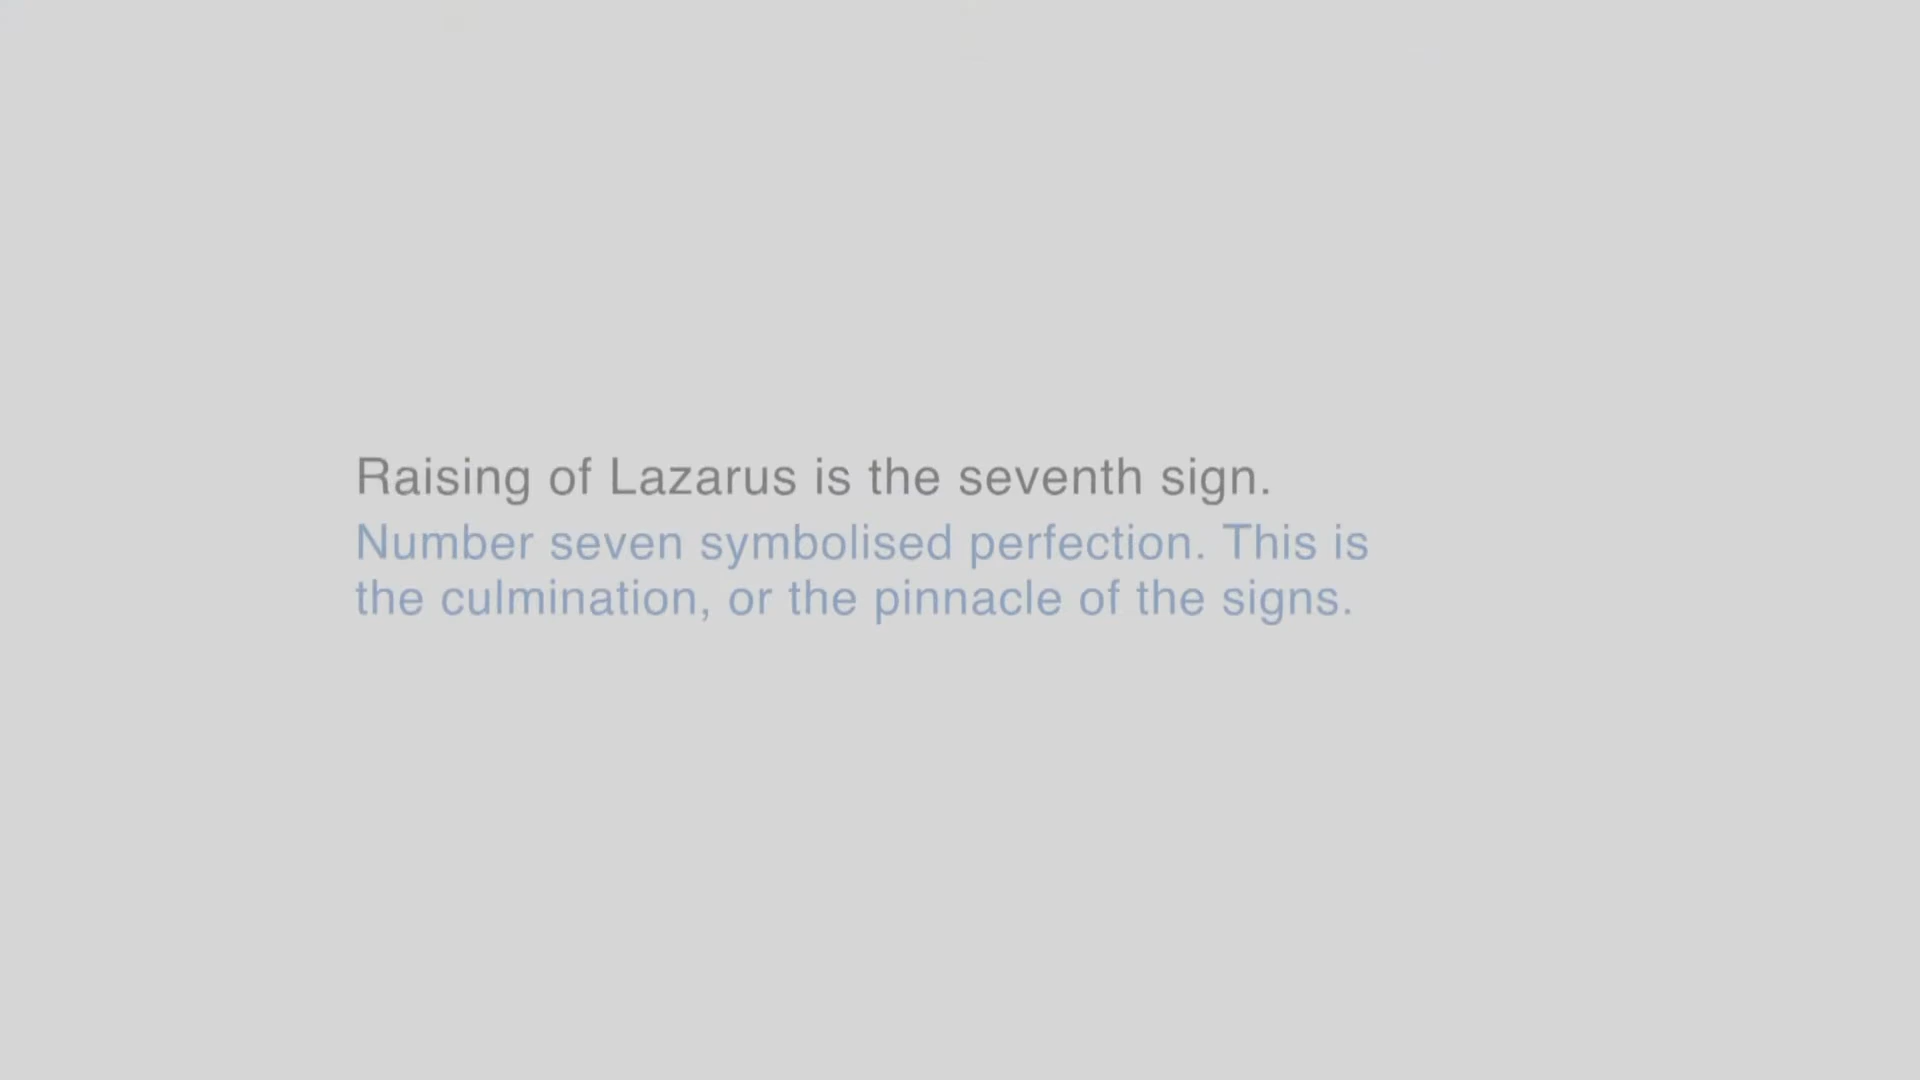 Raising of Lazarus is the seventh sign.
Number seven symbolised perfection. This is
the culmination, or the pinnacle of the signs.